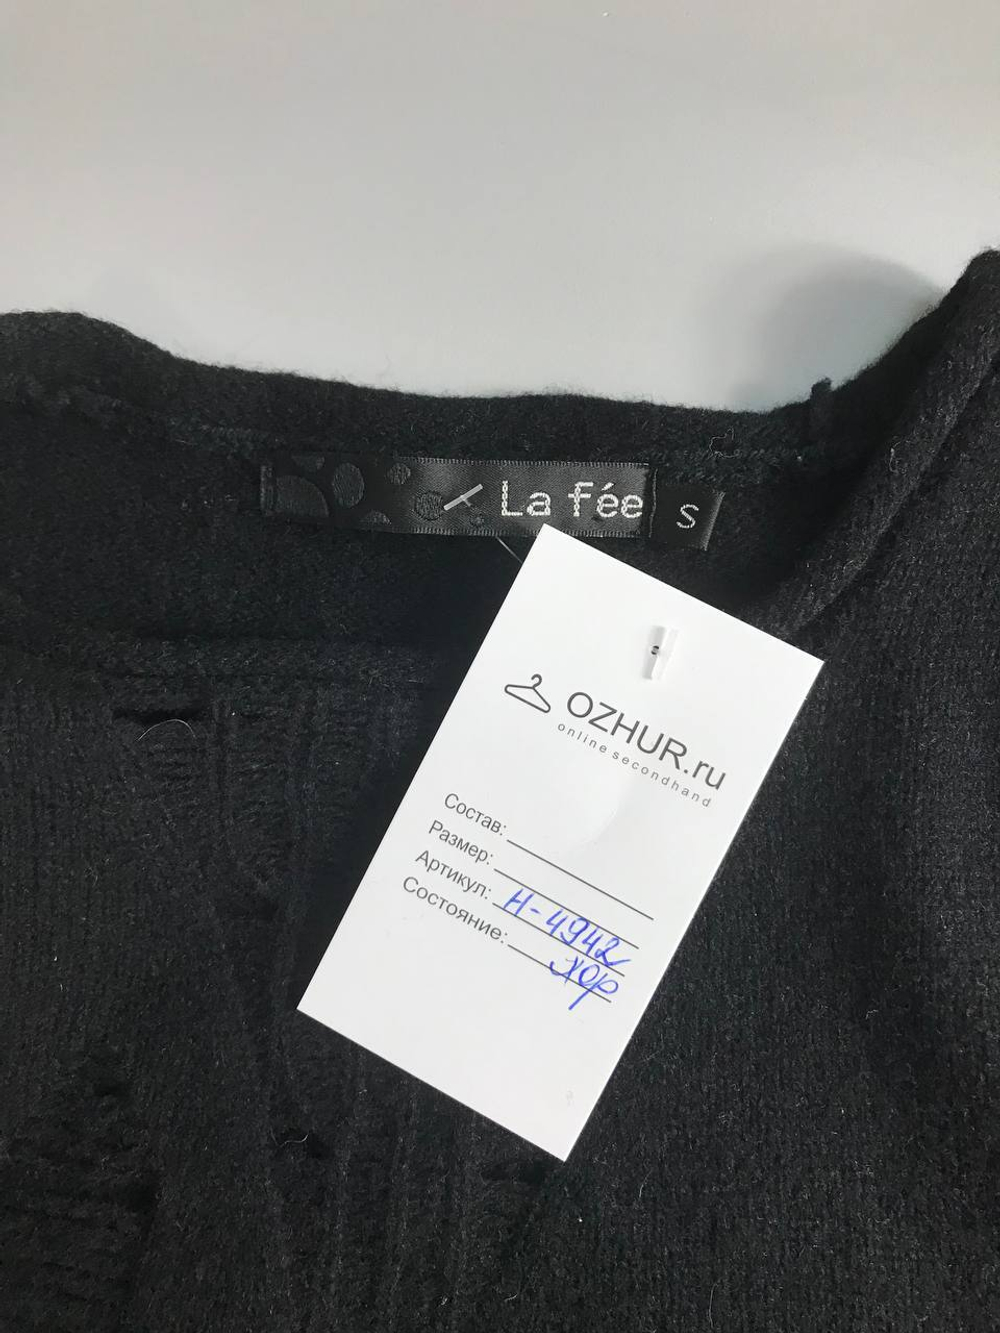 La fée
S
OZHUR.ru
online secondhand
Состав:
Размер:
Артикул: Н-4942
Состояние: хор